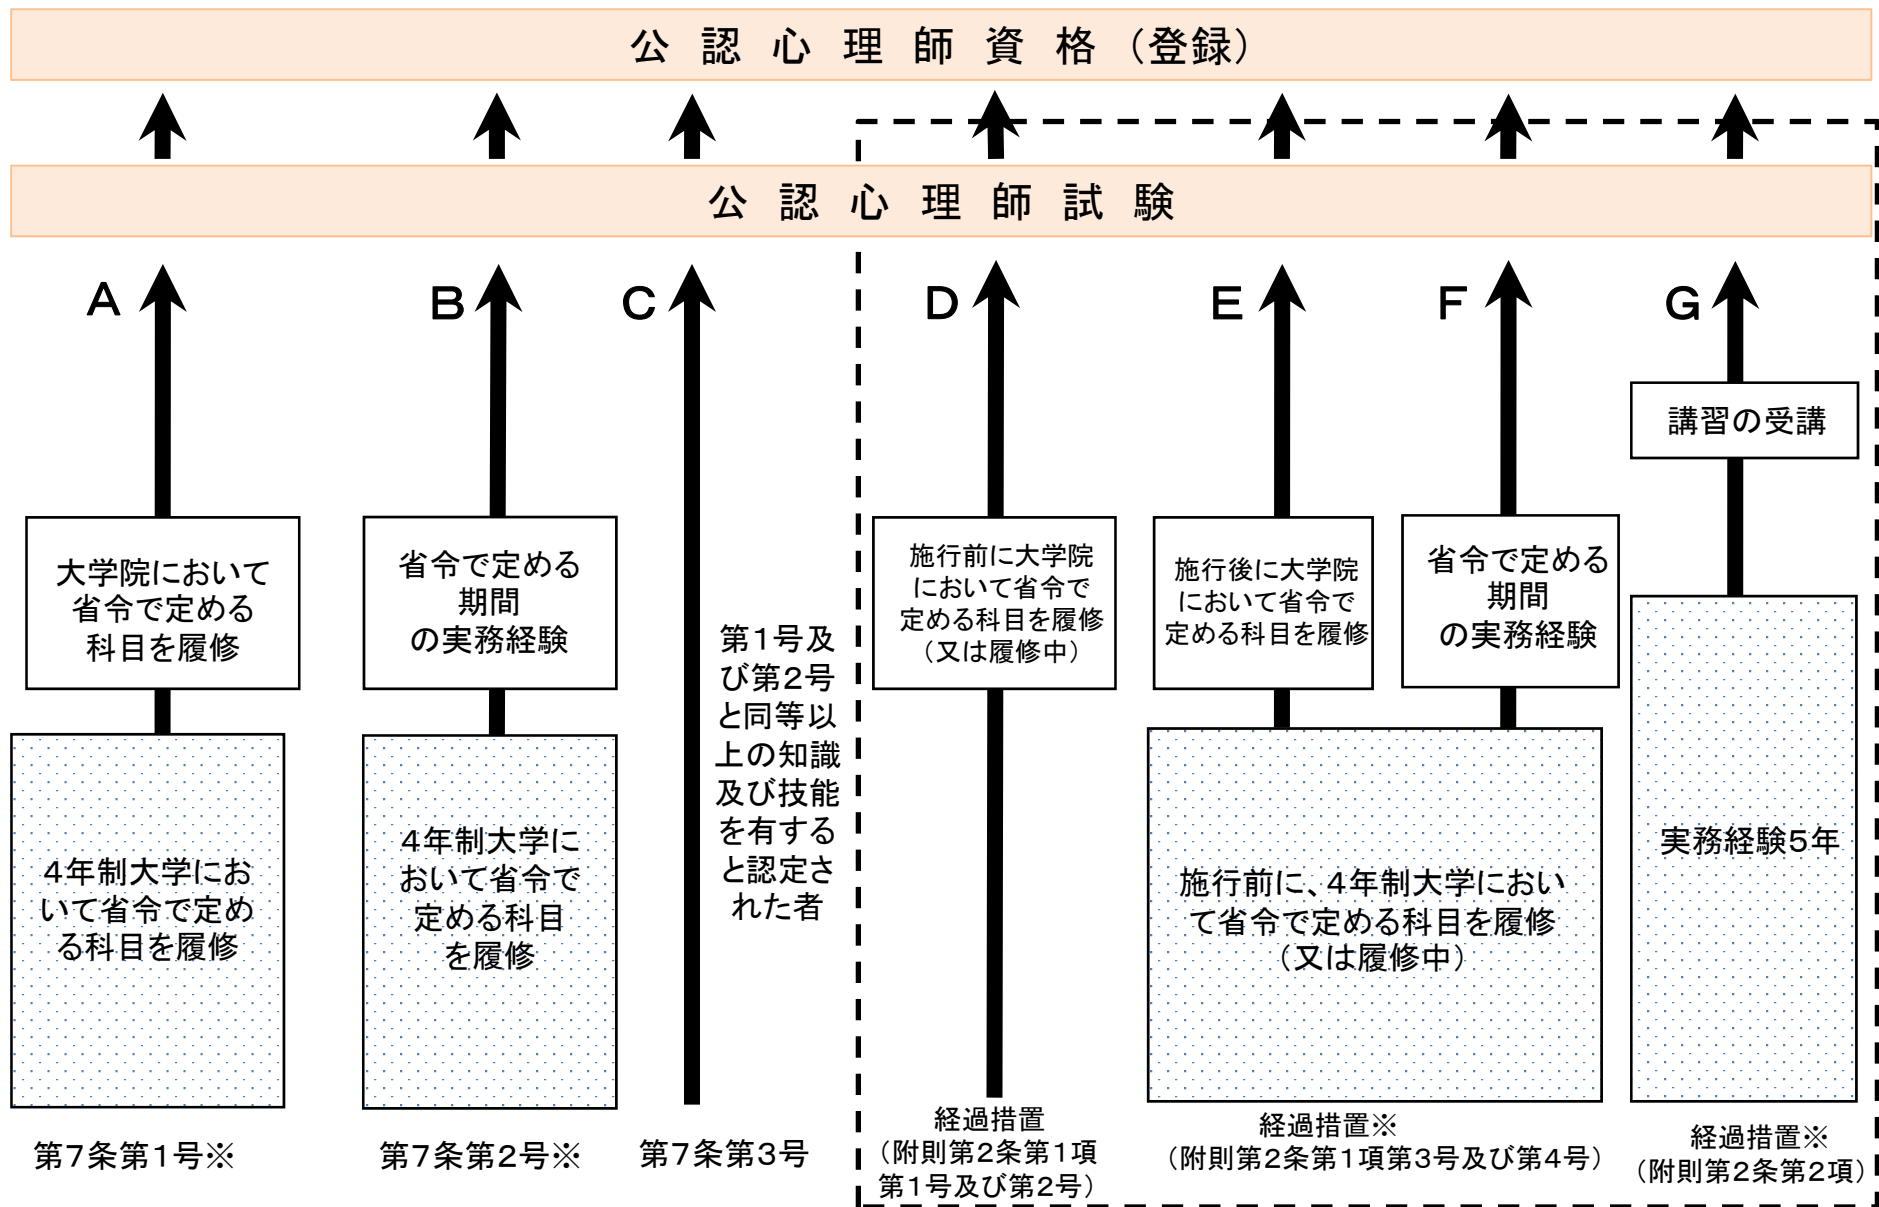 公認心理師資格（登録）
公認心理師試験
A
B
C
D
E
F
G
講習の受講
大学院において
省令で定める
科目を履修
省令で定める
期間
の実務経験
第１号及
び第２号
と同等以
上の知識
及び技能
を有する
と認定さ
れた者
施行前に大学院
において省令で
定める科目を履修
（又は履修中）
施行後に大学院
において省令で
定める科目を履修
省令で定める
期間
の実務経験
４年制大学にお
いて省令で定め
る科目を履修
４年制大学に
おいて省令で
定める科目
を履修
施行前に、４年制大学におい
て省令で定める科目を履修
（又は履修中）
実務経験５年
第７条第１号※
第７条第２号※
第７条第３号
経過措置
（附則第２条第１項
第１号及び第２号）
経過措置※
（附則第２条第１項第３号及び第４号）
経過措置※
（附則第２条第２項）